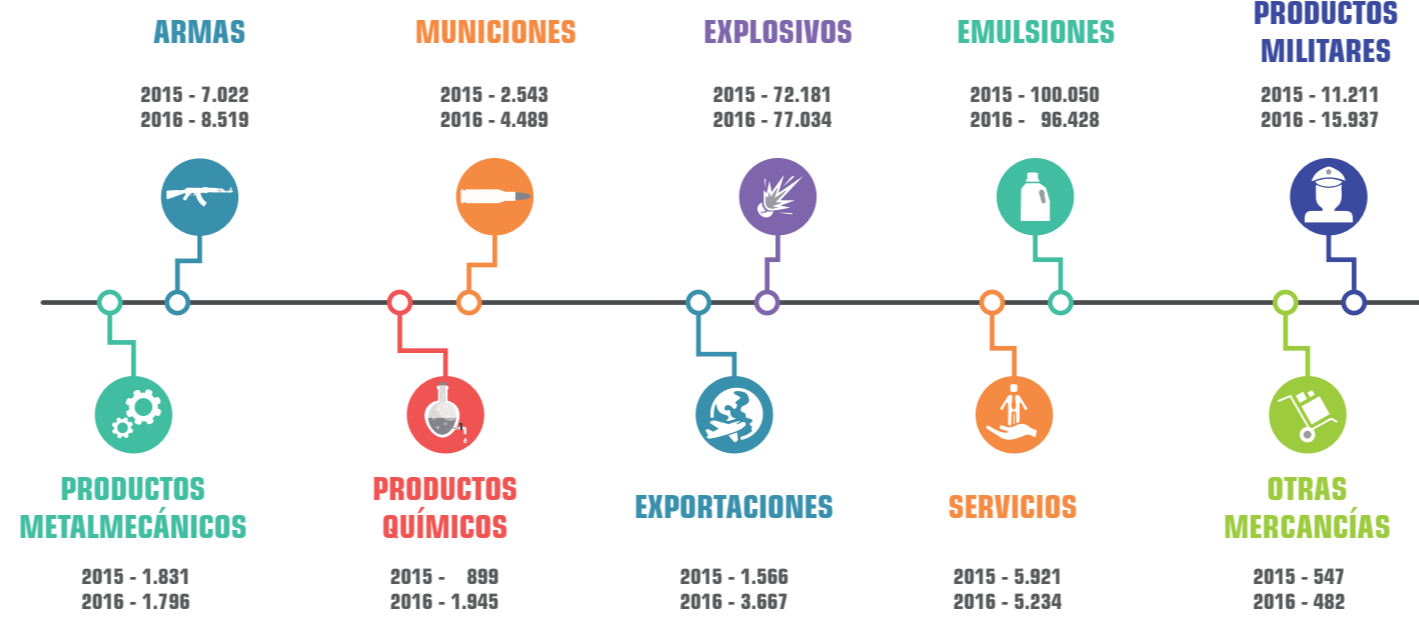 ARMAS
2015 - 7.022
2016 - 8.519
MUNICIONES
2015 - 2.543
2016 - 4.489
EXPLOSIVOS
2015 - 72.181
2016 - 77.034
EMULSIONES
2015 - 100.050
2016 - 96.428
PRODUCTOS
MILITARES
2015 - 11.211
2016 - 15.937
PRODUCTOS
METALMECÁNICOS
2015 - 1.831
2016 - 1.796
PRODUCTOS
QUÍMICOS
2015 - 899
2016 - 1.945
EXPORTACIONES
2015 - 1.566
2016 - 3.667
SERVICIOS
2015 - 5.921
2016 - 5.234
OTRAS
MERCANCÍAS
2015 - 547
2016 - 482